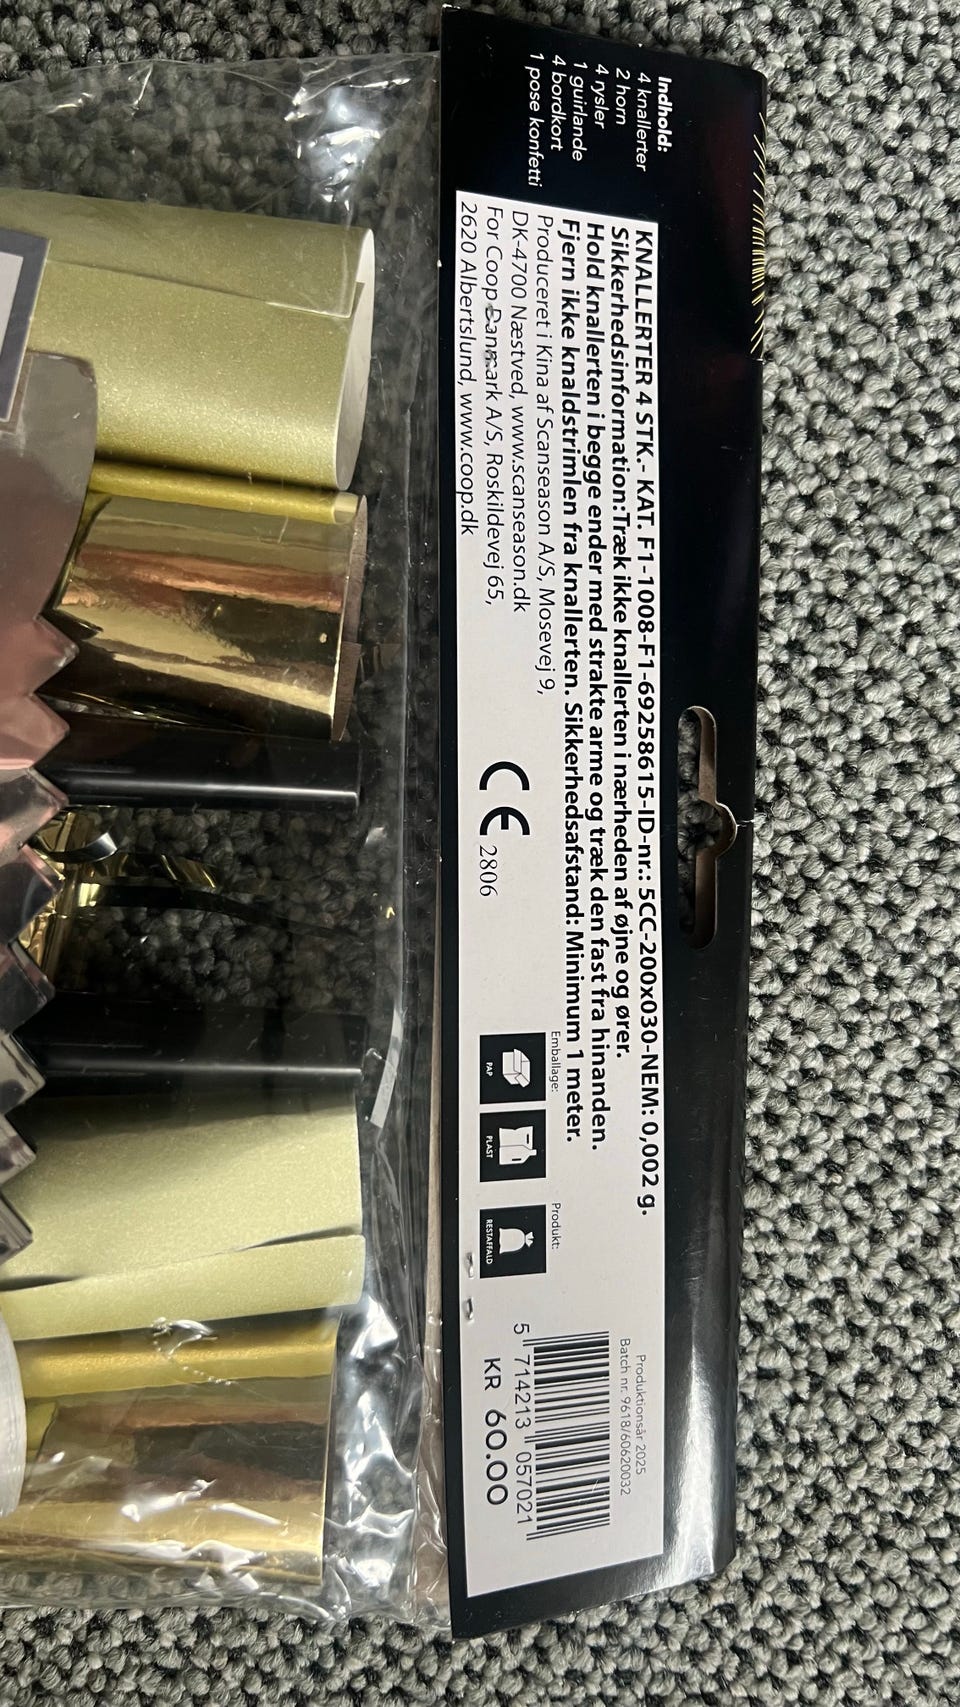 Indhold:
4 knallerter
2 horn
4 rysler
1 guirlande
4 bordkort
1 pose konfetti
KNALLERTER 4 STK.- KAT. F1-1008-F1-69258615-ID-nr.: 5CC-200x030-NEM: 0,002 g.
Sikkerhedsinformation:Træk ikke knallerten i nærheden af øjne og ører.
Hold knallerten i begge ender med strakte arme og træk den fast fra hinanden.
Fjern ikke knaldstrimlen fra knallerten. Sikkerhedsafstand: Minimum 1 meter.
Produceret i Kina af Scanseason A/S, Mosevej 9,
DK-4700 Næstved, www.scanseason.dk
For Coop Danmark A/S, Roskildevej 65,
2620 Albertslund, www.coop.dk
CE 2806
Emballage:
PAP
PLAST
Produkt:
RESTAFFALD
Produktionsår 2025
Batch nr. 9618/60620032
5 714213 057021
KR 60.00